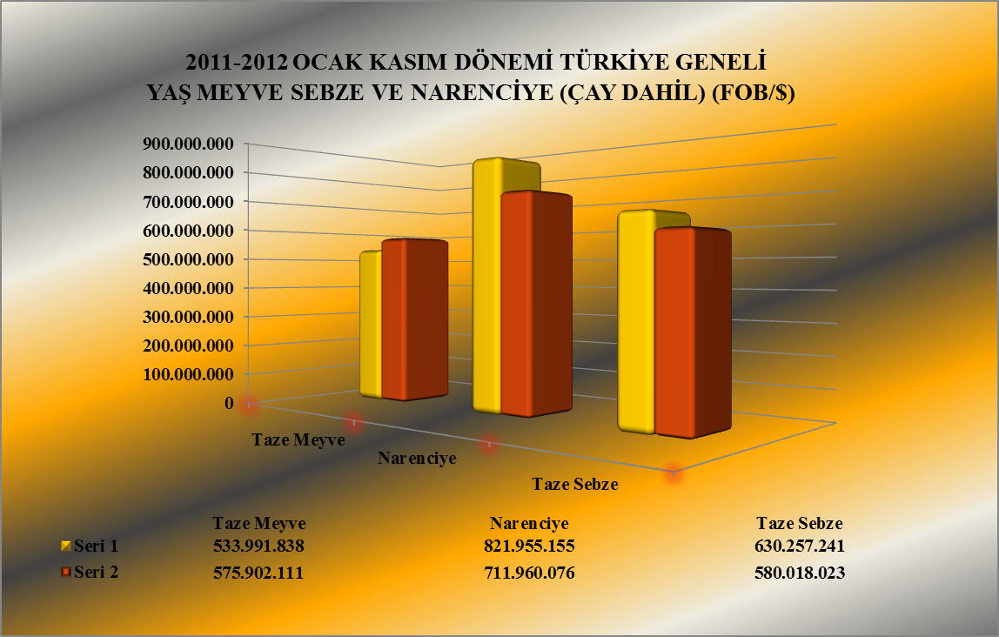 2011-2012 OCAK KASIM DÖNEMİ TÜRKİYE GENELİ
YAŞ MEYVE SEBZE VE NARENCİYE (ÇAY DAHİL) (FOB/$)
900.000.000
800.000.000
700.000.000
600.000.000
500.000.000
400.000.000
300.000.000
200.000.000
100.000.000
0
Taze Meyve
Narenciye
Taze Sebze
Taze Meyve Narenciye Taze Sebze
Seri 1 533.991.838 821.955.155 630.257.241
Seri 2 575.902.111 711.960.076 580.018.023